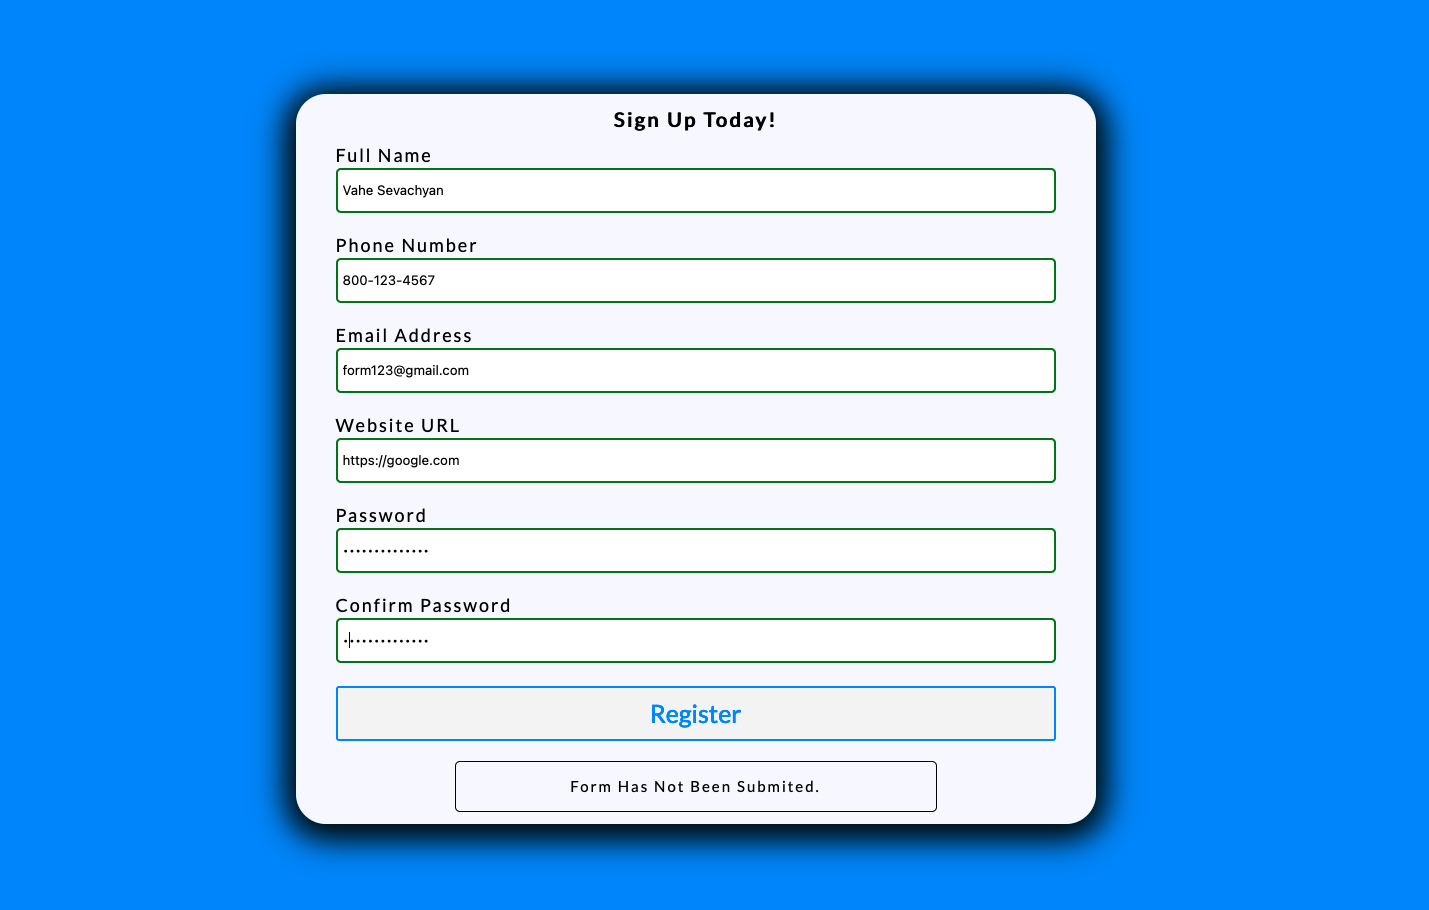 Sign Up Today!
Full Name
Vahe Sevachyan
Phone Number
800-123-4567
Email Address
form123@gmail.com
Website URL
https://google.com
Password
••••••••••••••
Confirm Password
••••••••••••••
Register
Form Has Not Been Submited.